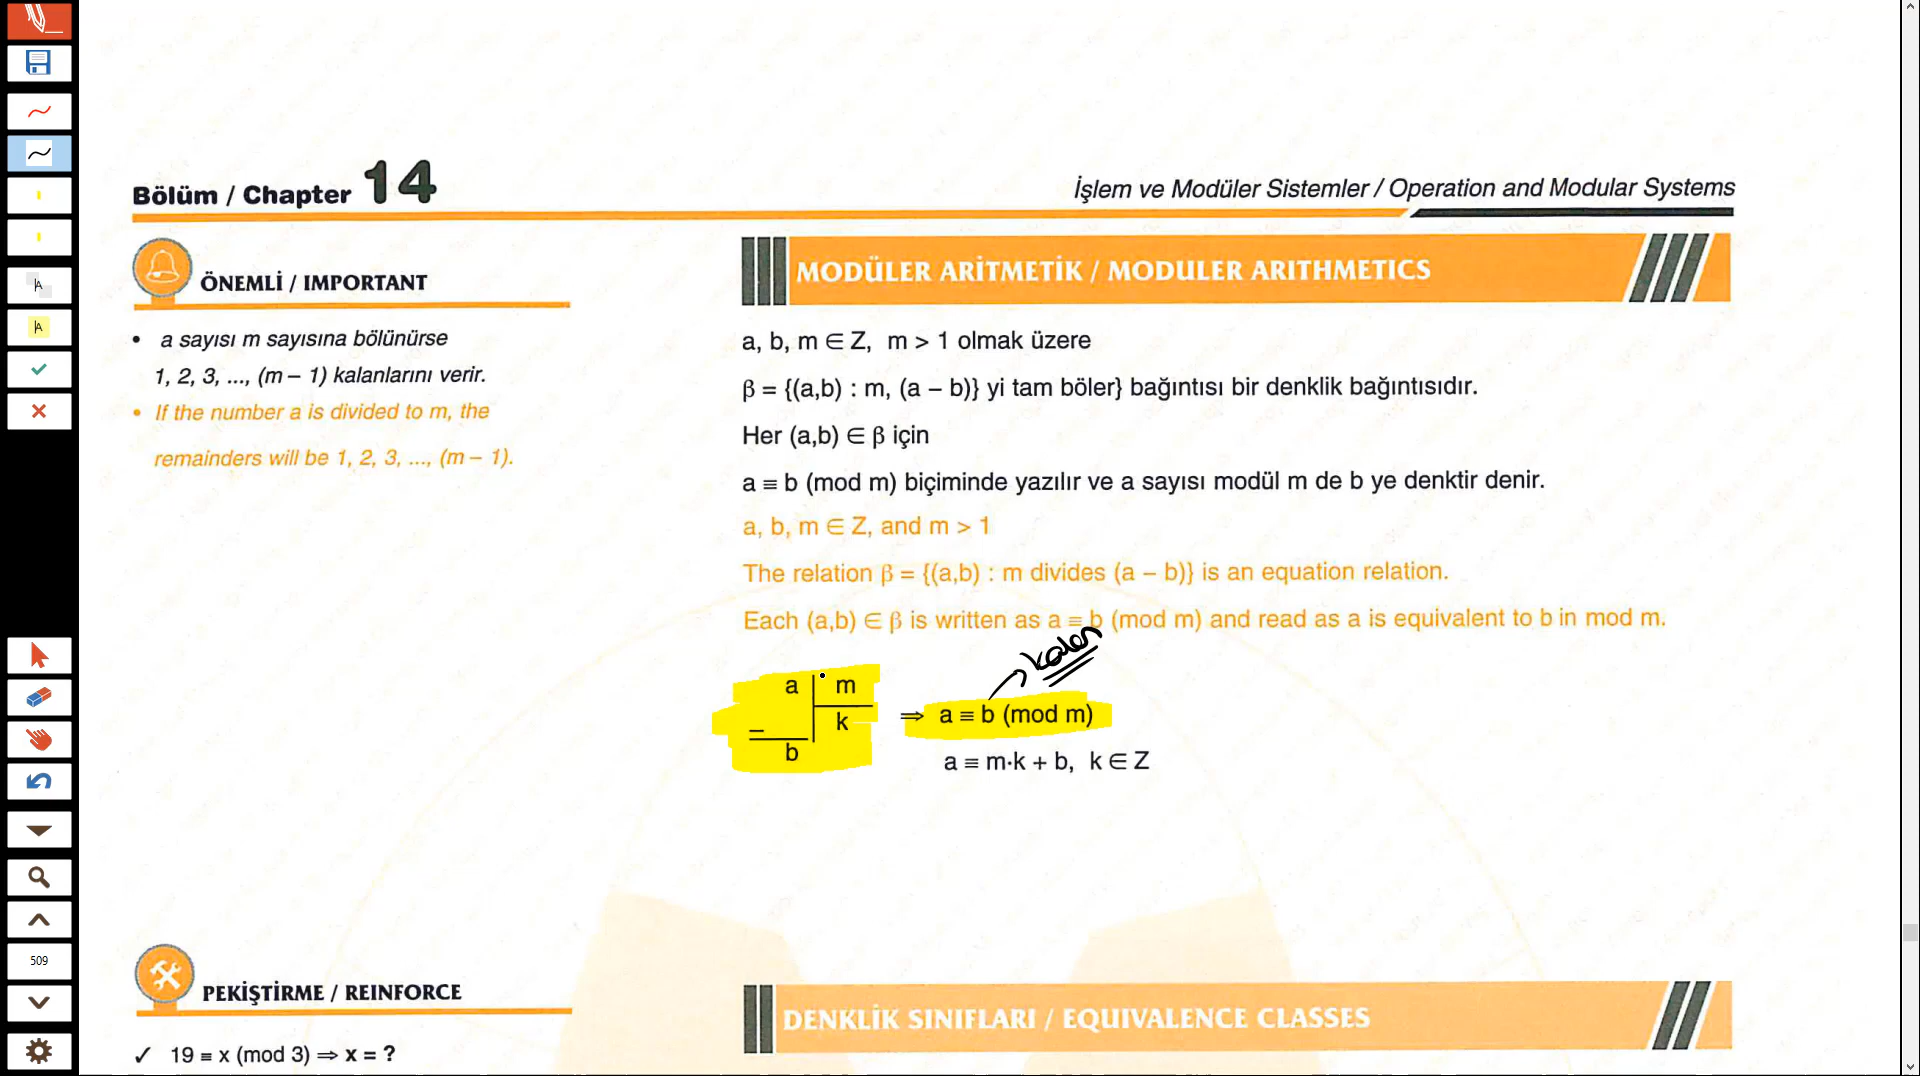 Bölüm / Chapter 14
İşlem ve Modüler Sistemler / Operation and Modular Systems
ÖNEMLİ / IMPORTANT
• a sayısı m sayısına bölünürse
1, 2, 3, ..., (m – 1) kalanlarını verir.
• If the number a is divided to m, the
remainders will be 1, 2, 3, ..., (m – 1).
MODÜLER ARİTMETİK / MODULER ARITHMETICS
a, b, m ∈ Z, m > 1 olmak üzere
β = {(a,b) : m, (a – b)} yi tam böler} bağıntısı bir denklik bağıntısıdır.
Her (a,b) ∈ β için
a ≡ b (mod m) biçiminde yazılır ve a sayısı modül m de b ye denktir denir.
a, b, m ∈ Z, and m > 1
The relation β = {(a,b) : m divides (a – b)} is an equation relation.
Each (a,b) ∈ β is written as a ≡ b (mod m) and read as a is equivalent to b in mod m.
kalan
a m
– k
b
⇒ a ≡ b (mod m)
a ≡ m·k + b, k ∈ Z
PEKİŞTİRME / REINFORCE
✓ 19 ≡ x (mod 3) ⇒ x = ?
DENKLİK SINIFLARI / EQUIVALENCE CLASSES
A
A
509